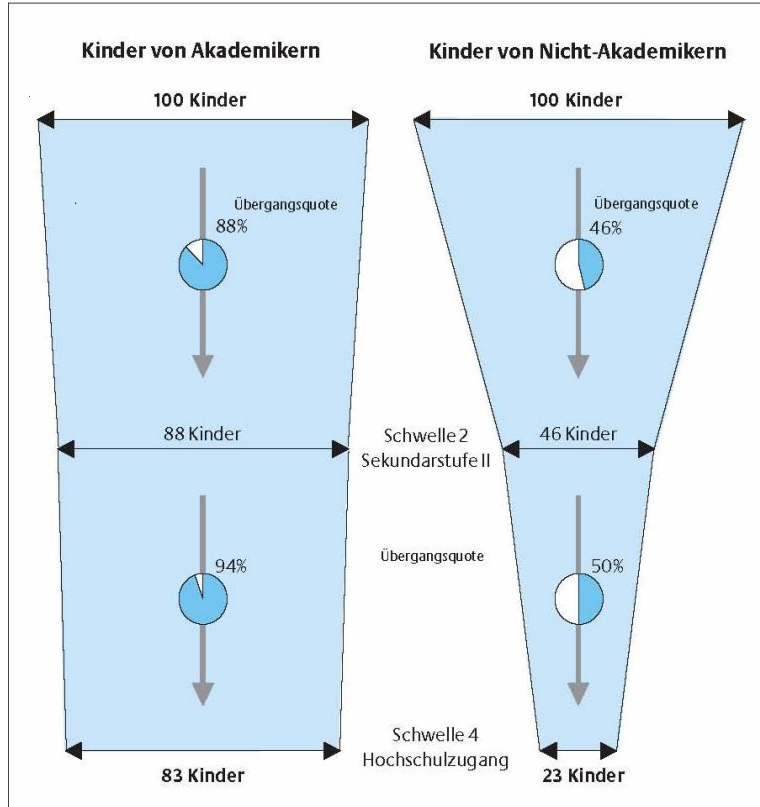 Kinder von Akademikern
Kinder von Nicht-Akademikern
100 Kinder
100 Kinder
Übergangsquote
88%
Übergangsquote
46%
88 Kinder
Schwelle 2
Sekundarstufe II
46 Kinder
94%
Übergangsquote
50%
Schwelle 4
Hochschulzugang
83 Kinder
23 Kinder